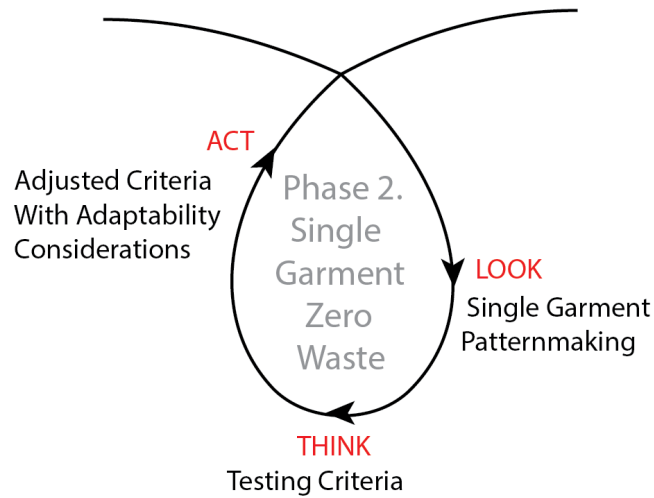 ACT
Adjusted Criteria
With Adaptability
Considerations
Phase 2.
Single
Garment
Zero
Waste
LOOK
Single Garment
Patternmaking
THINK
Testing Criteria